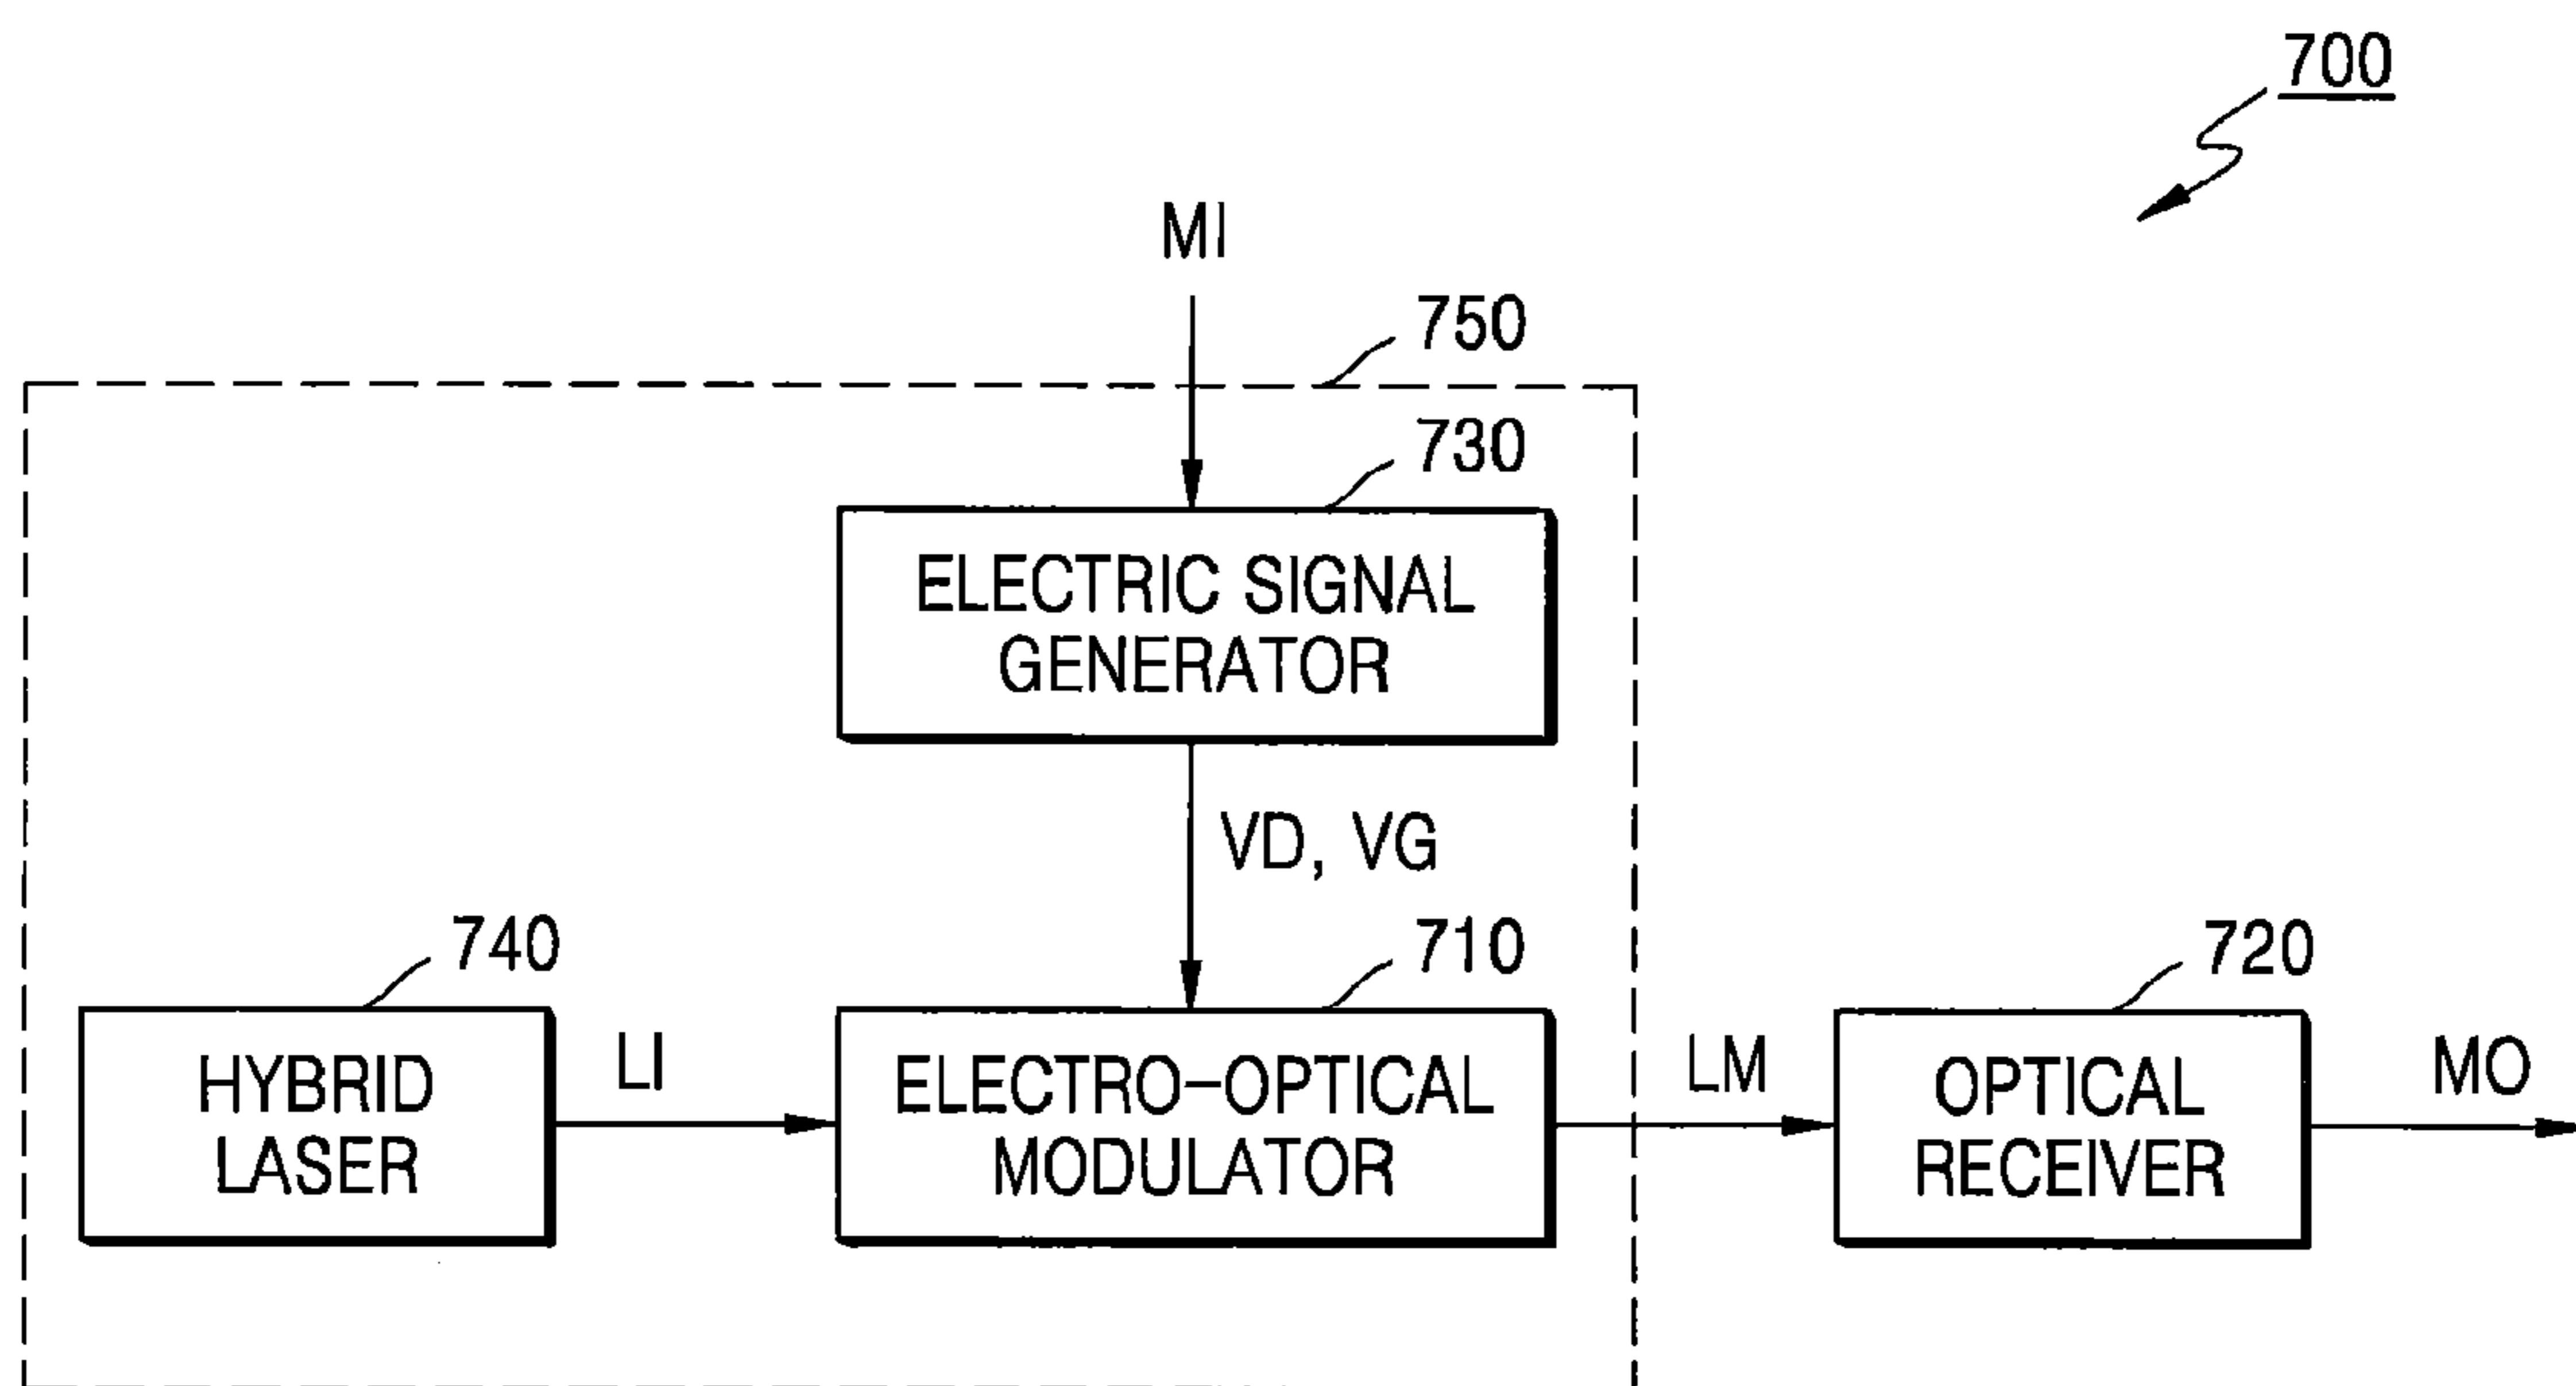 700
MI
750
730
ELECTRIC SIGNAL
GENERATOR
VD, VG
740
710
720
HYBRID
LASER
LI
ELECTRO-OPTICAL
MODULATOR
LM
OPTICAL
RECEIVER
MO